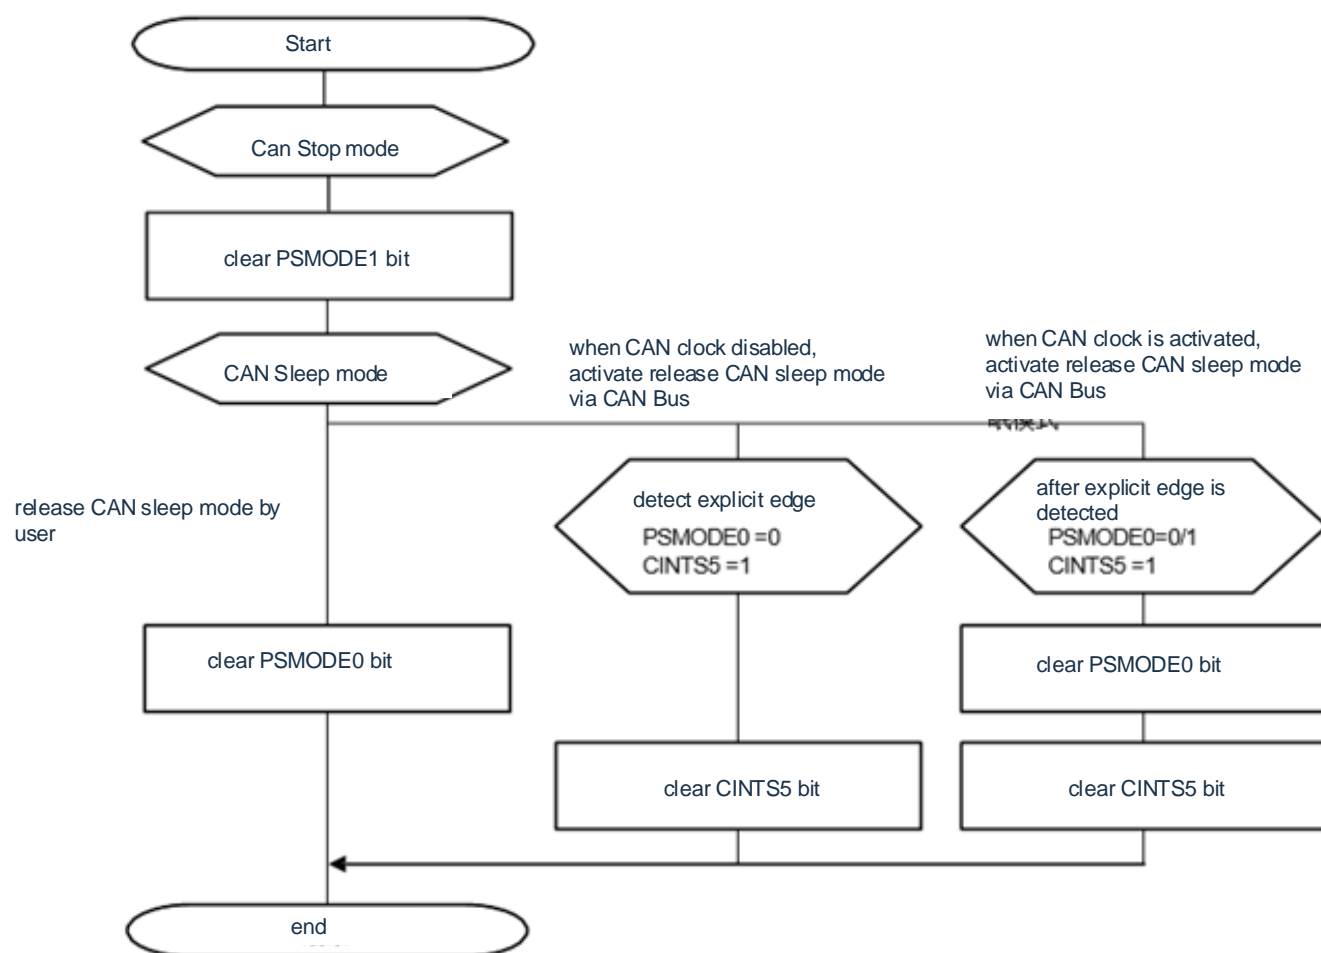 Start
Can Stop mode
clear PSMODE1 bit
CAN Sleep mode
when CAN clock disabled,
activate release CAN sleep mode
via CAN Bus
when CAN clock is activated,
activate release CAN sleep mode
via CAN Bus
release CAN sleep mode by
user
detect explicit edge
PSMODE0 =0
CINTS5 =1
after explicit edge is
detected
PSMODE0=0/1
CINTS5 =1
clear PSMODE0 bit
clear PSMODE0 bit
clear CINTS5 bit
clear CINTS5 bit
end